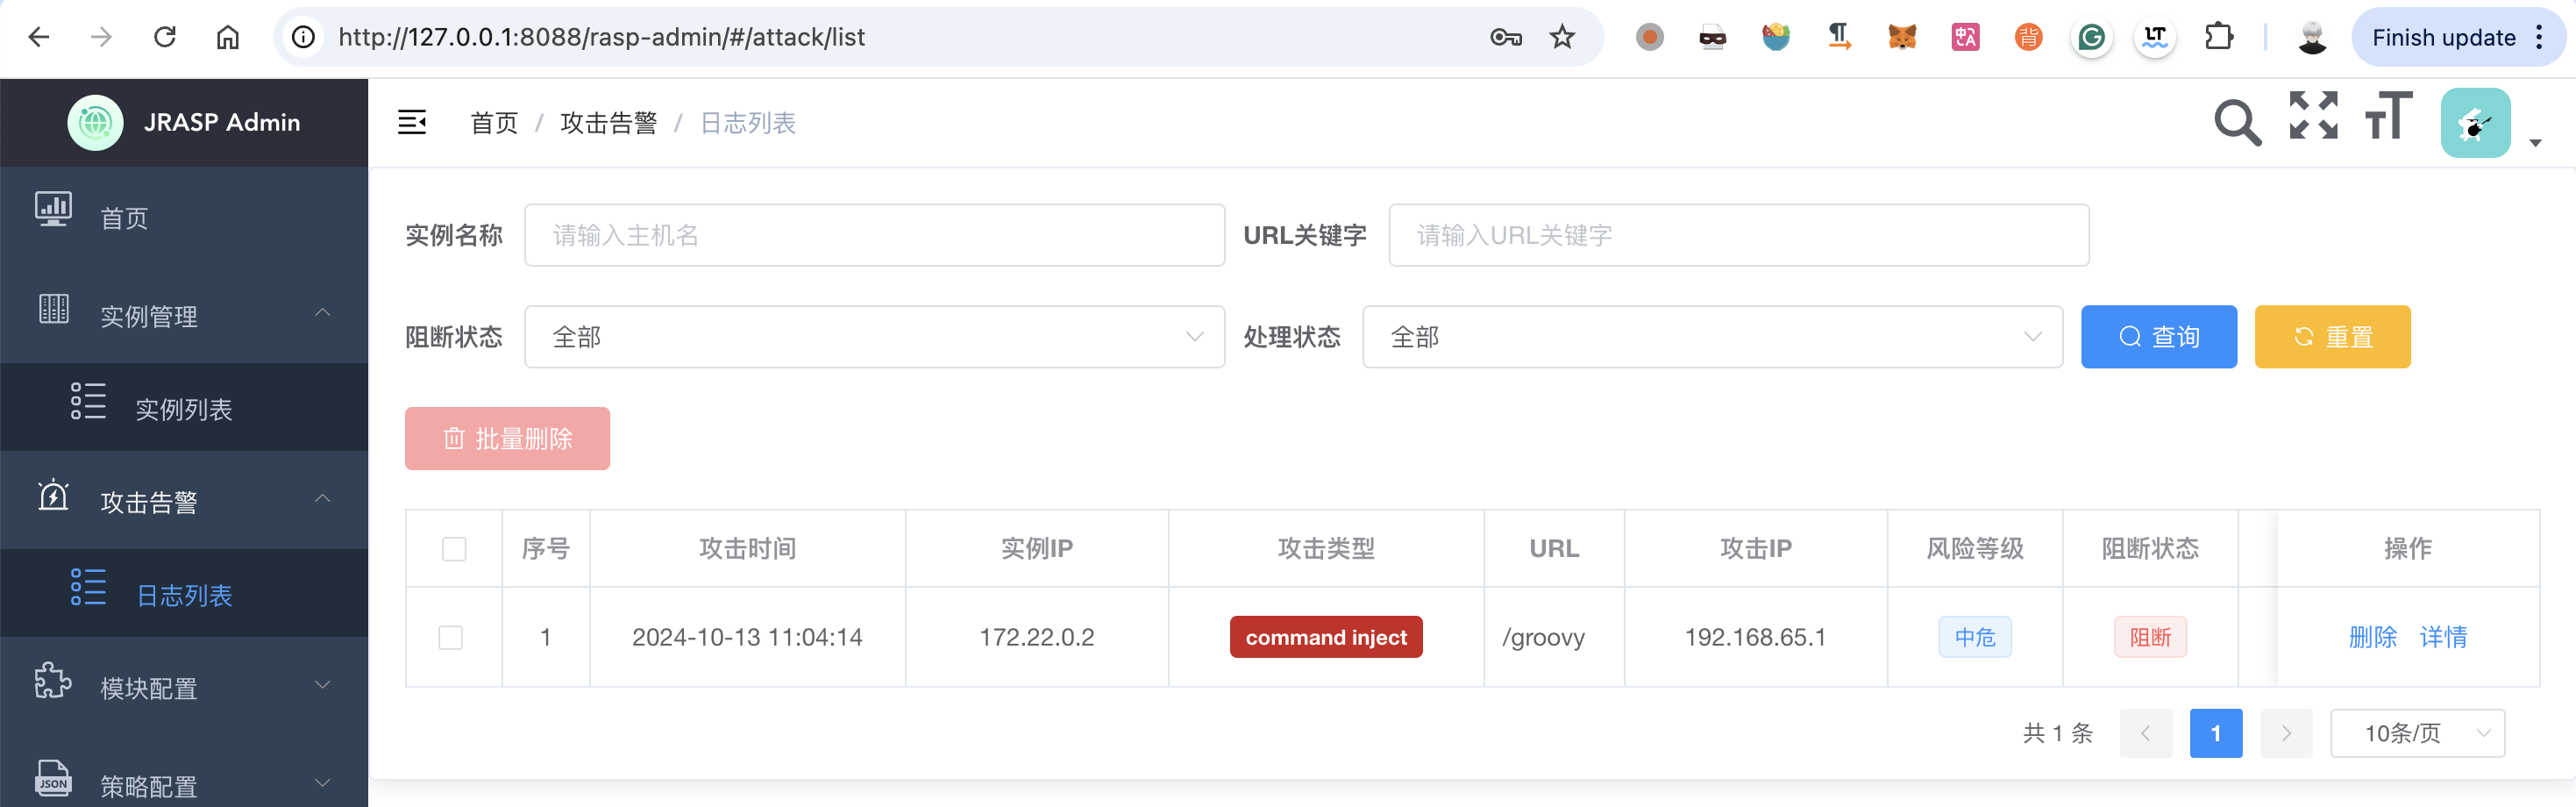 http://127.0.0.1:8088/rasp-admin/#/attack/list
中A
背
LT
Finish update
JRASP Admin
首页 / 攻击告警 / 日志列表
TT
首页
实例管理
实例列表
攻击告警
日志列表
模块配置
JSON
策略配置
实例名称 请输入主机名 URL关键字 请输入URL关键字
阻断状态 全部 处理状态 全部 查询 重置
批量删除
序号 攻击时间 实例IP 攻击类型 URL 攻击IP 风险等级 阻断状态 操作
1 2024-10-13 11:04:14 172.22.0.2 command inject /groovy 192.168.65.1 中危 阻断 删除 详情
共 1 条 1 10条/页